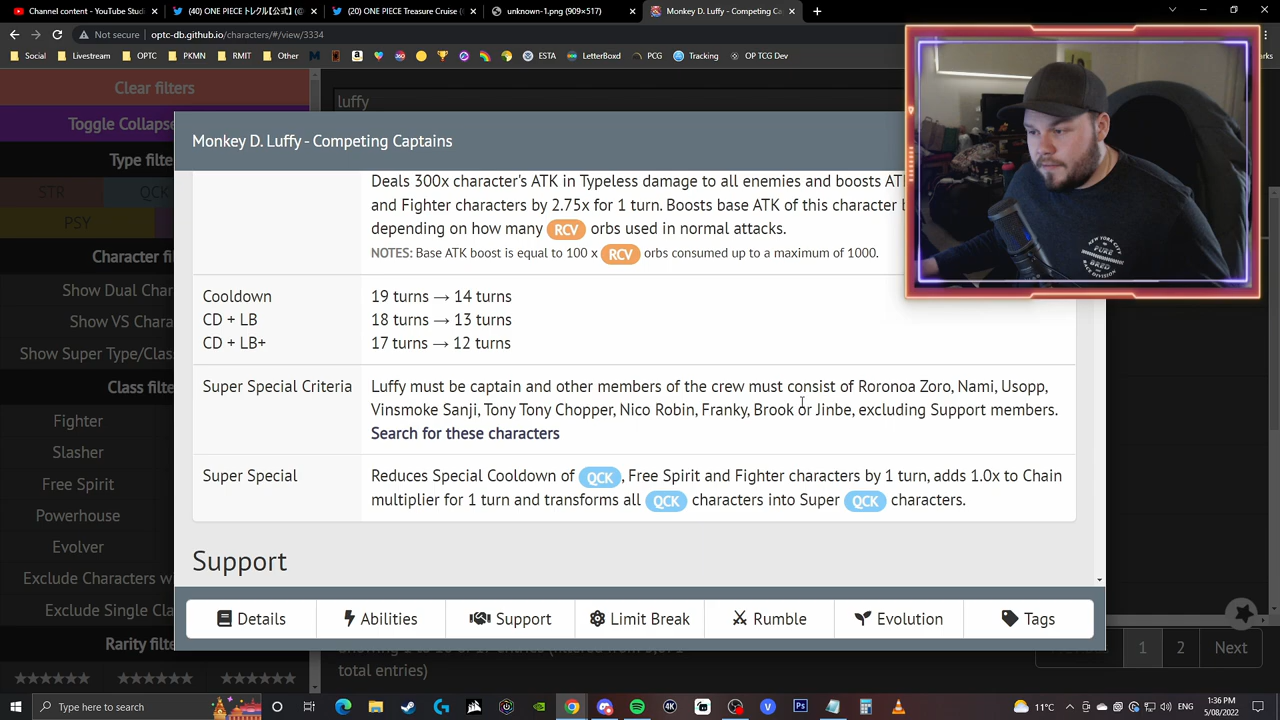 Channel content - YouTube Stu
(40) ONE PIECE トレクル【公式】(@
(20) ONE PIECE Treasure Cruise (
unknown-1.png (909×517)
Monkey D. Luffy - Competing Ca
Not secure
optc-db.github.io/characters/#/view/3334
Social
Livestream
OPTC
PKMN
RMIT
Other
ESTA
LetterBoxd
PCG
Tracking
OP TCG Dev
Clear filters
luffy
Toggle Collapse
Monkey D. Luffy - Competing Captains
Type filte
STR
QCK
PSY
Deals 300x character's ATK in Typeless damage to all enemies and boosts AT
and Fighter characters by 2.75x for 1 turn. Boosts base ATK of this character b
depending on how many RCV orbs used in normal attacks.
NOTES: Base ATK boost is equal to 100 x RCV orbs consumed up to a maximum of 1000.
Character fi
Show Dual Char
Show VS Chara
Show Super Type/Class
Cooldown
19 turns → 14 turns
CD + LB
18 turns → 13 turns
CD + LB+
17 turns → 12 turns
Class filte
Fighter
Slasher
Free Spirit
Powerhouse
Evolver
Exclude Characters w
Exclude Single Cla
Rarity filte
Super Special Criteria
Luffy must be captain and other members of the crew must consist of Roronoa Zoro, Nami, Usopp,
Vinsmoke Sanji, Tony Tony Chopper, Nico Robin, Franky, Brook or Jinbe, excluding Support members.
Search for these characters
Super Special
Reduces Special Cooldown of QCK, Free Spirit and Fighter characters by 1 turn, adds 1.0x to Chain
multiplier for 1 turn and transforms all QCK characters into Super QCK characters.
Support
Details
Abilities
Support
Limit Break
Rumble
Evolution
Tags
total entries)
1
2
Next
NEW YORK CITY
PURE
BRED
Type here to search
11°C
1:36 PM
5/08/2022